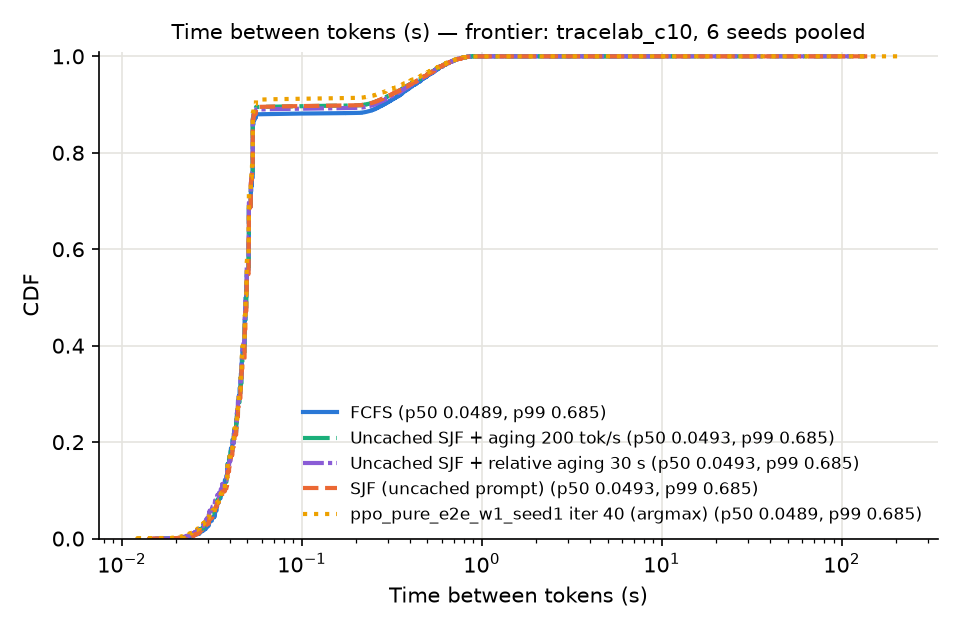 Time between tokens (s) — frontier: tracelab_c10, 6 seeds pooled
1.0
0.8
0.6
0.4
0.2
0.0
CDF
FCFS (p50 0.0489, p99 0.685)
Uncached SJF + aging 200 tok/s (p50 0.0493, p99 0.685)
Uncached SJF + relative aging 30 s (p50 0.0493, p99 0.685)
SJF (uncached prompt) (p50 0.0493, p99 0.685)
ppo_pure_e2e_w1_seed1 iter 40 (argmax) (p50 0.0489, p99 0.685)
10⁻² 10⁻¹ 10⁰ 10¹ 10²
Time between tokens (s)